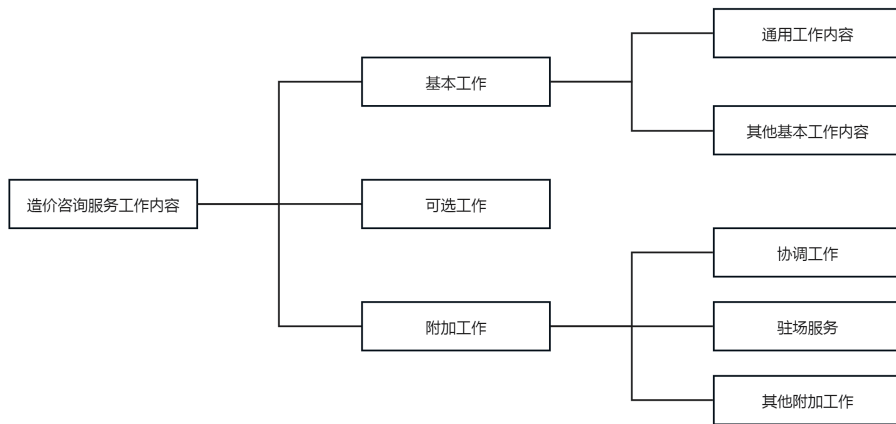 造价咨询服务工作内容
基本工作
通用工作内容
其他基本工作内容
可选工作
附加工作
协调工作
驻场服务
其他附加工作